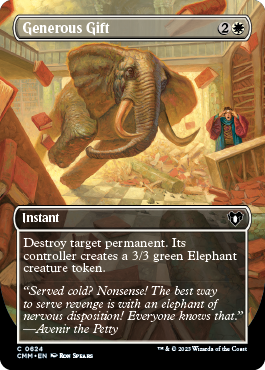 Generous Gift 2
Instant
Destroy target permanent. Its
controller creates a 3/3 green Elephant
creature token.
“Served cold? Nonsense! The best way
to serve revenge is with an elephant of
nervous disposition! Everyone knows that.”
—Avenir the Petty
C 0624
CMM • EN Ron Spears
™ & © 2023 Wizards of the Coast